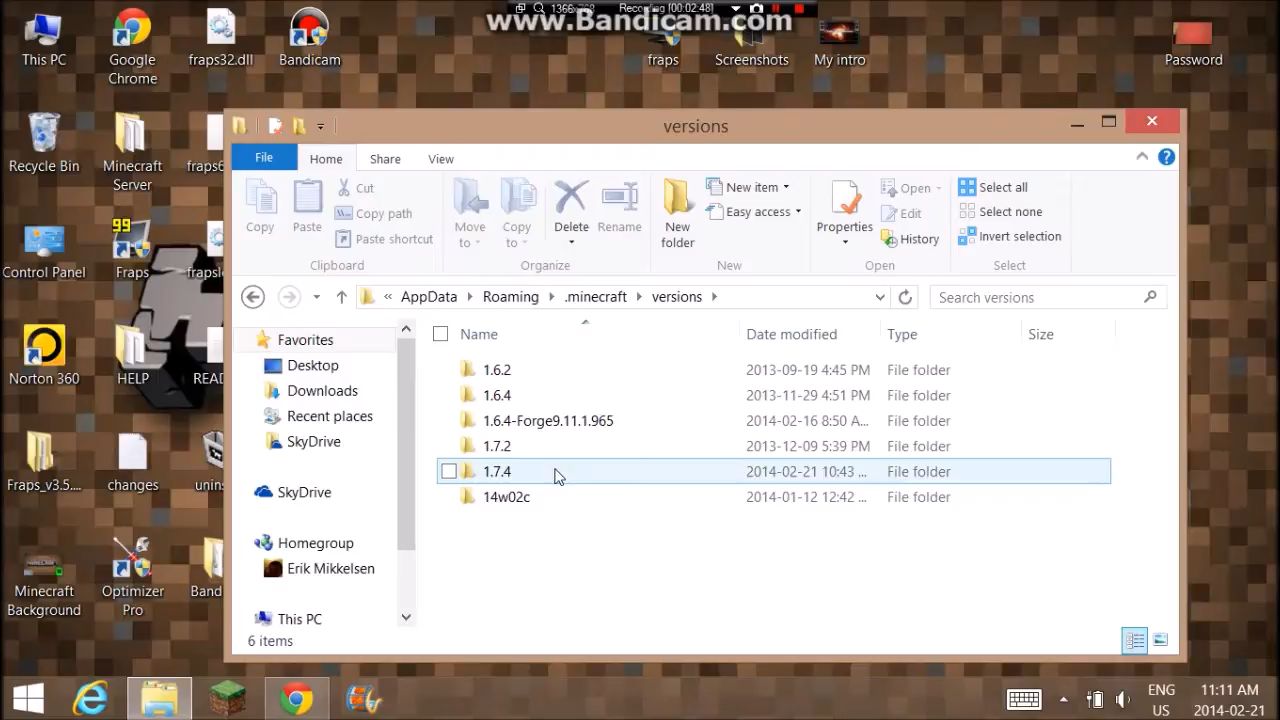 1366x768 Recording [00:02:48]
www.Bandicam.com
This PC
Google Chrome
fraps32.dll
Bandicam
fraps
Screenshots
My intro
Password
Recycle Bin
Minecraft Server
Control Panel
99
Fraps
Norton 360
HELP
Fraps_v3.5....
changes
Minecraft Background
Optimizer Pro
versions
File Home Share View
Copy
Paste
Cut
Copy path
Paste shortcut
Clipboard
Move to
Copy to
Delete
Rename
Organize
New folder
New item
Easy access
New
Properties
Open
Edit
History
Open
Select all
Select none
Invert selection
Select
« AppData Roaming .minecraft versions
Search versions
Favorites
Desktop
Downloads
Recent places
SkyDrive
SkyDrive
Homegroup
Erik Mikkelsen
This PC
Name Date modified Type Size
1.6.2 2013-09-19 4:45 PM File folder
1.6.4 2013-11-29 4:51 PM File folder
1.6.4-Forge9.11.1.965 2014-02-16 8:50 A... File folder
1.7.2 2013-12-09 5:39 PM File folder
1.7.4 2014-02-21 10:43 ... File folder
14w02c 2014-01-12 12:42 ... File folder
6 items
ENG
US
11:11 AM
2014-02-21